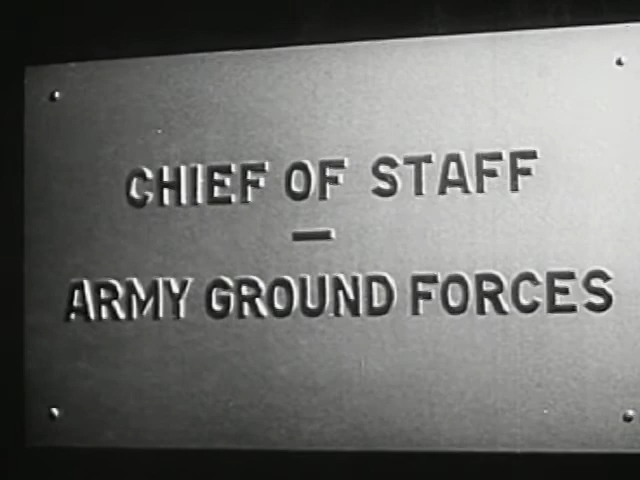 CHIEF OF STAFF
—
ARMY GROUND FORCES